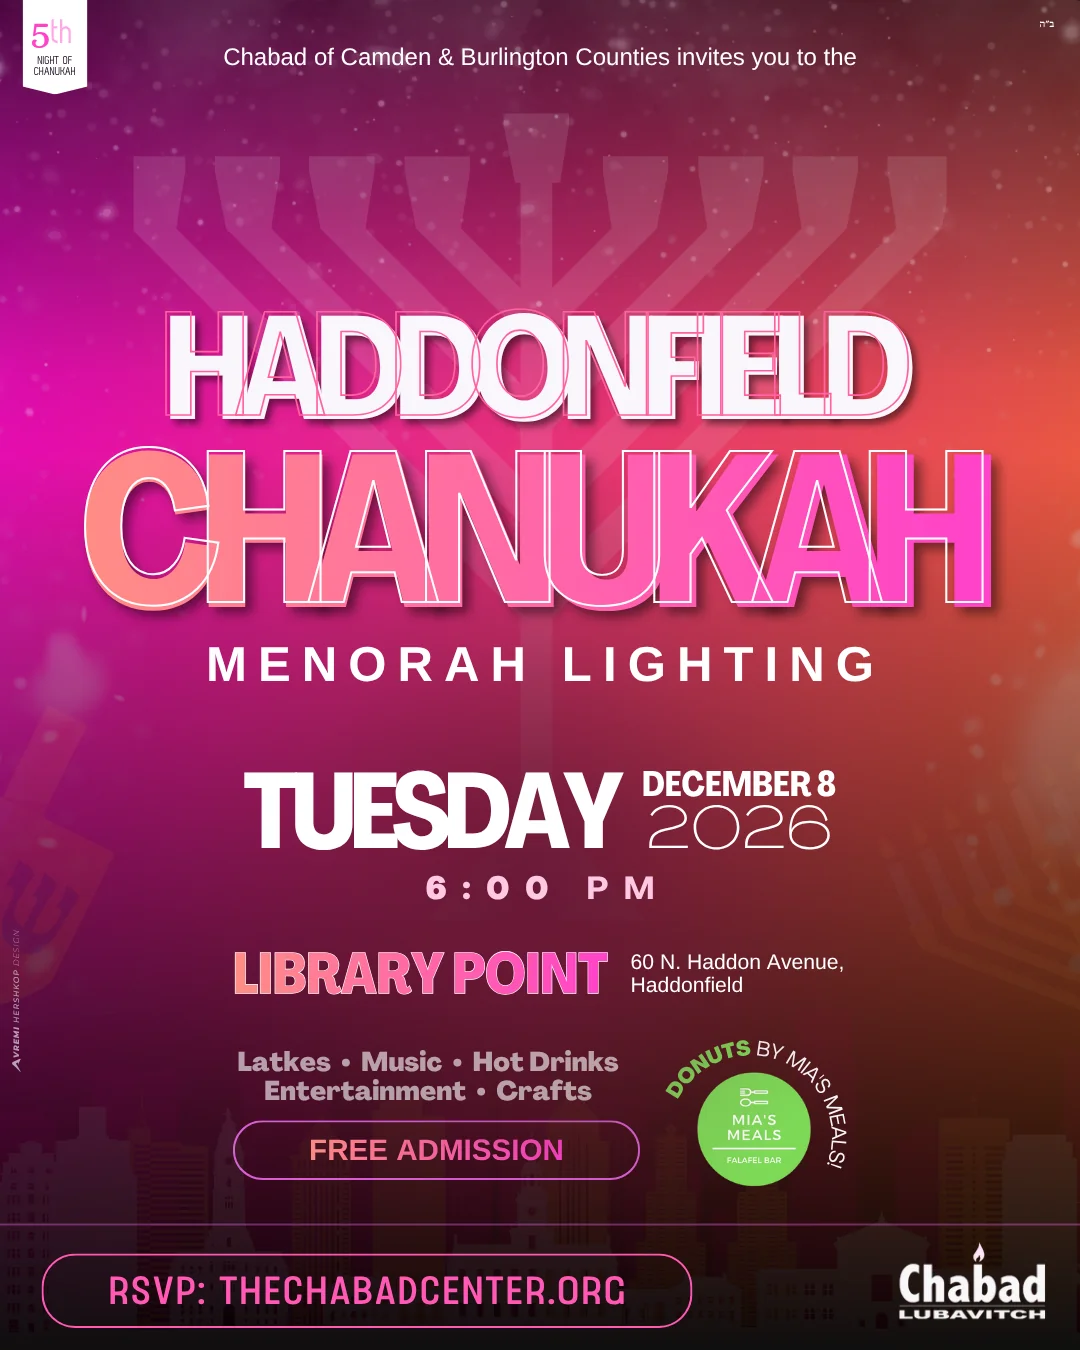 ב"ה
5th
NIGHT OF
CHANUKAH
Chabad of Camden & Burlington Counties invites you to the
HADDONFIELD
CHANUKAH
MENORAH LIGHTING
TUESDAY
DECEMBER 8
2026
6:00 PM
LIBRARY POINT
60 N. Haddon Avenue,
Haddonfield
Latkes • Music • Hot Drinks
Entertainment • Crafts
FREE ADMISSION
DONUTS BY MIA'S MEALS!
MIA'S
MEALS
FALAFEL BAR
AVREMI HERSHKOP DESIGN
RSVP: THECHABADCENTER.ORG
Chabad
LUBAVITCH